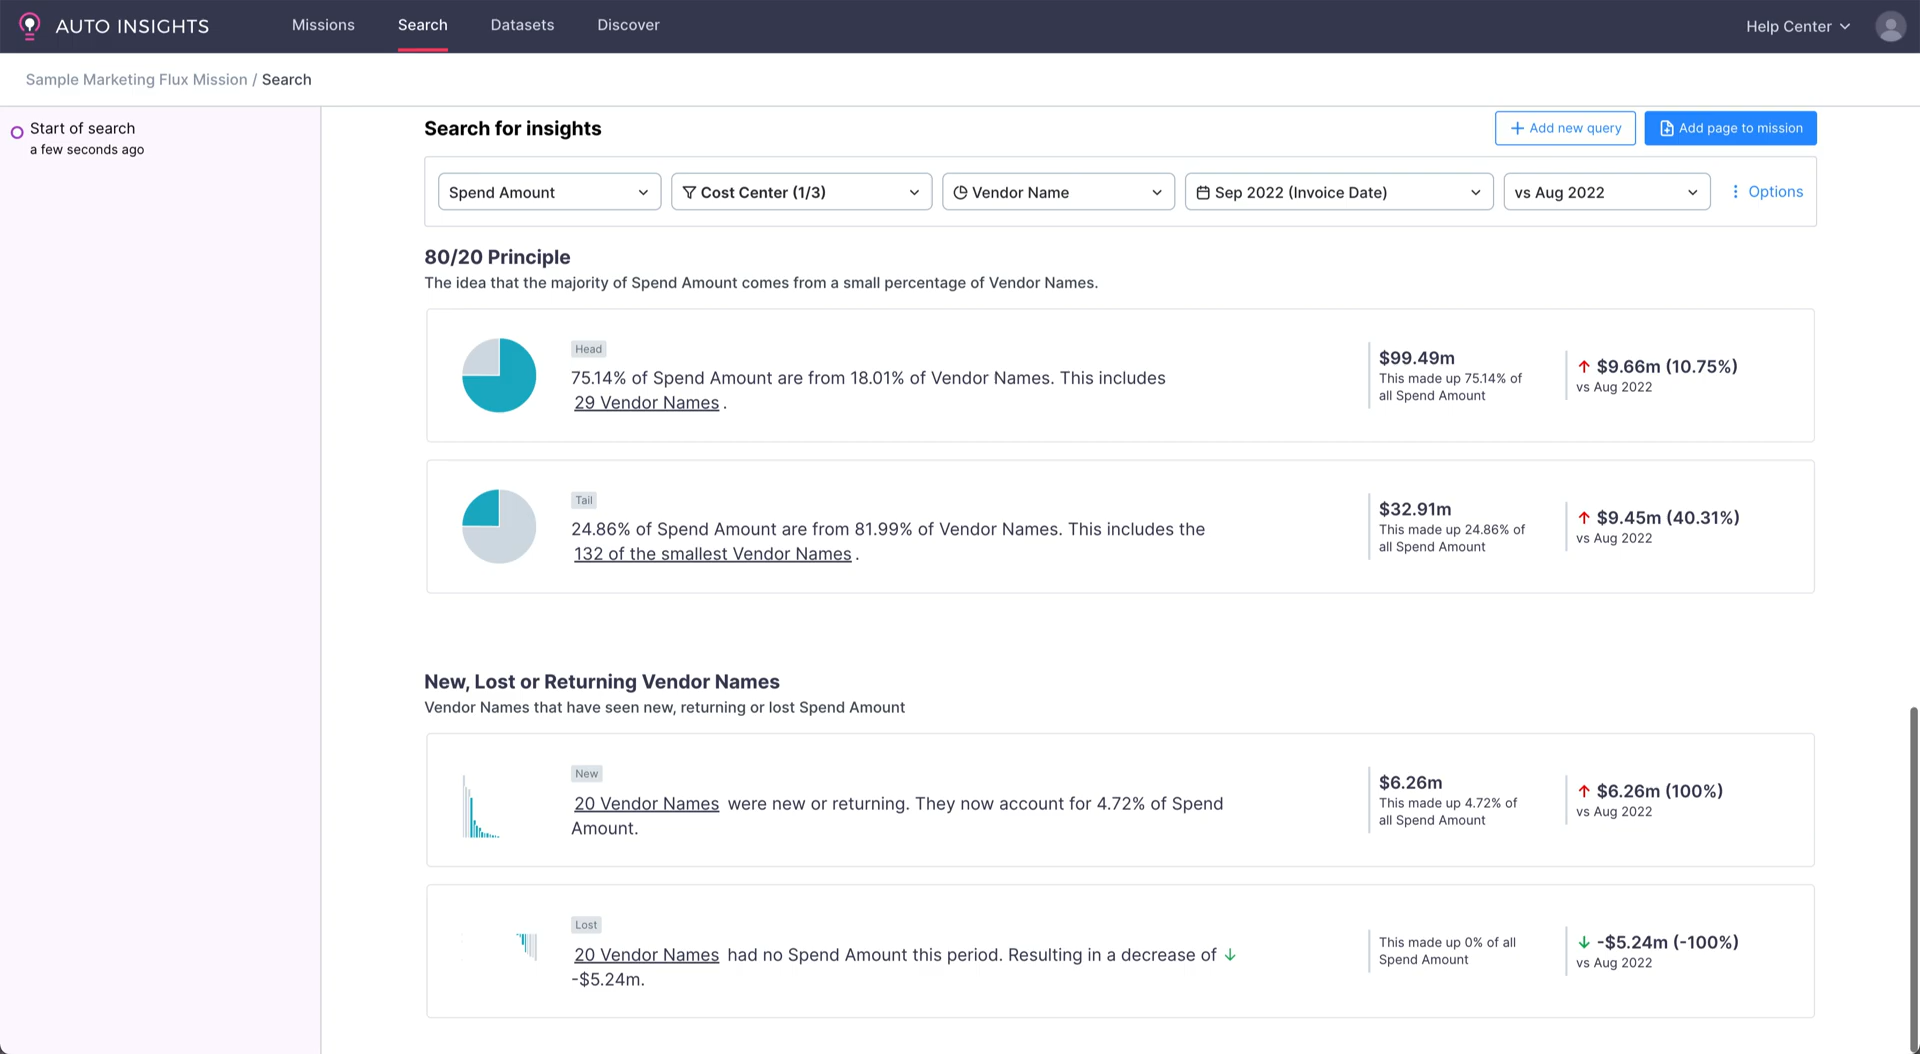 AUTO INSIGHTS
Missions
Search
Datasets
Discover
Help Center
Sample Marketing Flux Mission / Search
Start of search
a few seconds ago
Search for insights
Add new query
Add page to mission
Spend Amount
Cost Center (1/3)
Vendor Name
Sep 2022 (Invoice Date)
vs Aug 2022
Options
80/20 Principle
The idea that the majority of Spend Amount comes from a small percentage of Vendor Names.
Head
75.14% of Spend Amount are from 18.01% of Vendor Names. This includes
29 Vendor Names .
$99.49m
This made up 75.14% of
all Spend Amount
↑ $9.66m (10.75%)
vs Aug 2022
Tail
24.86% of Spend Amount are from 81.99% of Vendor Names. This includes the
132 of the smallest Vendor Names .
$32.91m
This made up 24.86% of
all Spend Amount
↑ $9.45m (40.31%)
vs Aug 2022
New, Lost or Returning Vendor Names
Vendor Names that have seen new, returning or lost Spend Amount
New
20 Vendor Names were new or returning. They now account for 4.72% of Spend
Amount.
$6.26m
This made up 4.72% of
all Spend Amount
↑ $6.26m (100%)
vs Aug 2022
Lost
20 Vendor Names had no Spend Amount this period. Resulting in a decrease of ↓
-$5.24m.
This made up 0% of all
Spend Amount
↓ -$5.24m (-100%)
vs Aug 2022